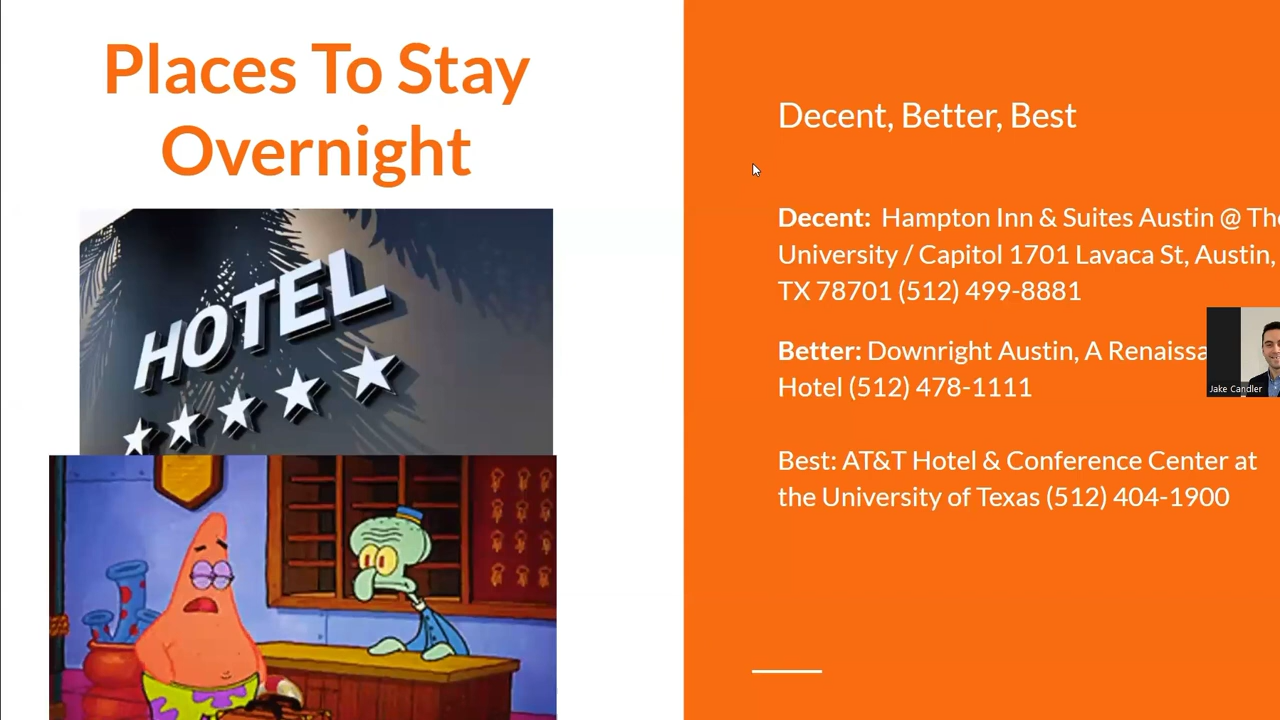 Places To Stay
Overnight
HOTEL
Decent, Better, Best
Decent: Hampton Inn & Suites Austin @
University / Capitol 1701 Lavaca St, Austin,
TX 78701 (512) 499-8881
Better: Downright Austin, A
Hotel (512) 478-1111
Jake Candler
Best: AT&T Hotel & Conference Center at
the University of Texas (512) 404-1900